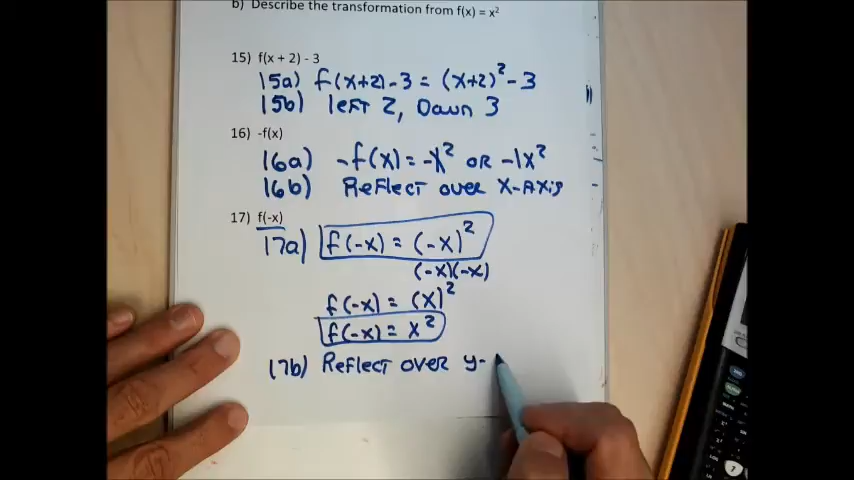 b) Describe the transformation from f(x) = x²
15) f(x + 2) - 3
15a) f(x+2)-3 = (x+2)²-3
15b) left 2, Down 3
16) -f(x)
16a) -f(x) = -x² OR -1x²
16b) Reflect over X-Axis
17) f(-x)
17a) f(-x) = (-x)²
(-x)(-x)
f(-x) = (x)²
f(-x) = x²
17b) Reflect over y-